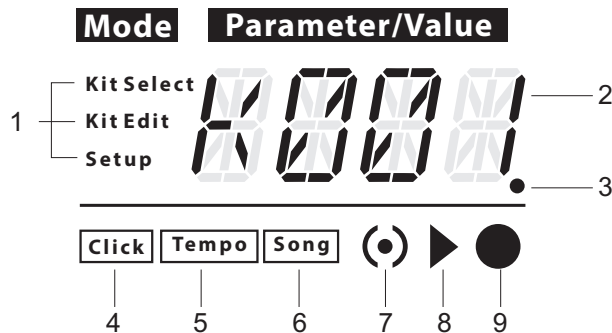 Mode Parameter/Value
Kit Select
1 Kit Edit
Setup
K001.
2
3
Click Tempo Song
4 5 6 7 8 9